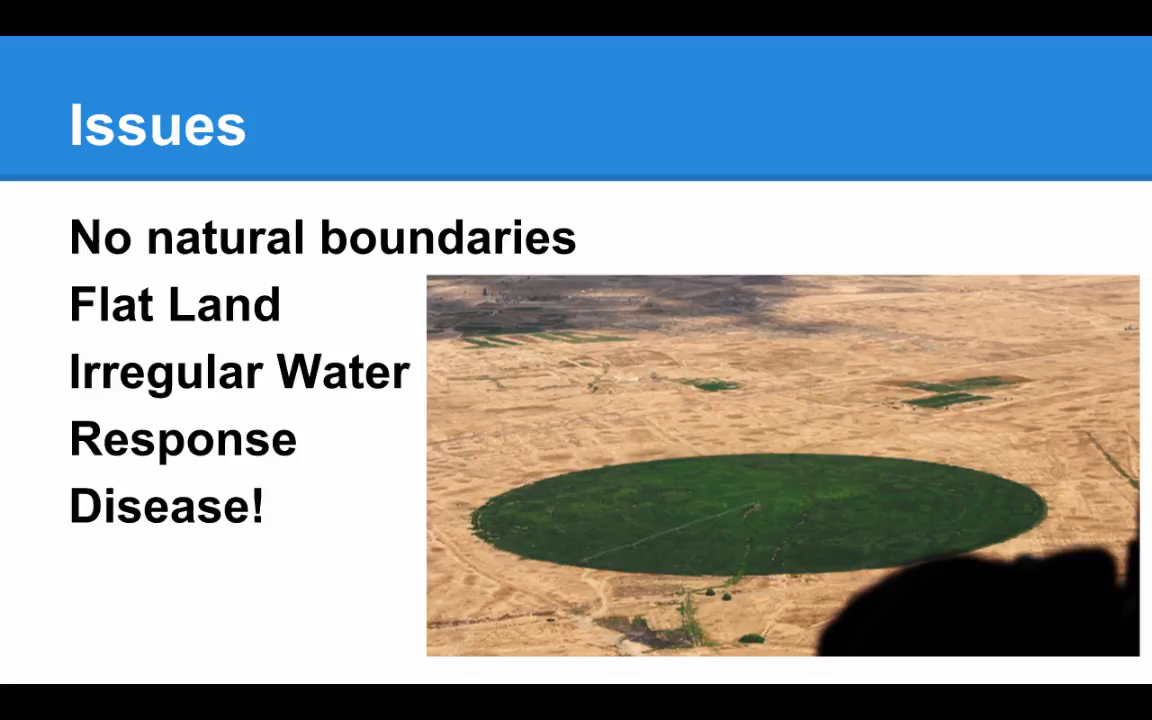 Issues
No natural boundaries
Flat Land
Irregular Water
Response
Disease!